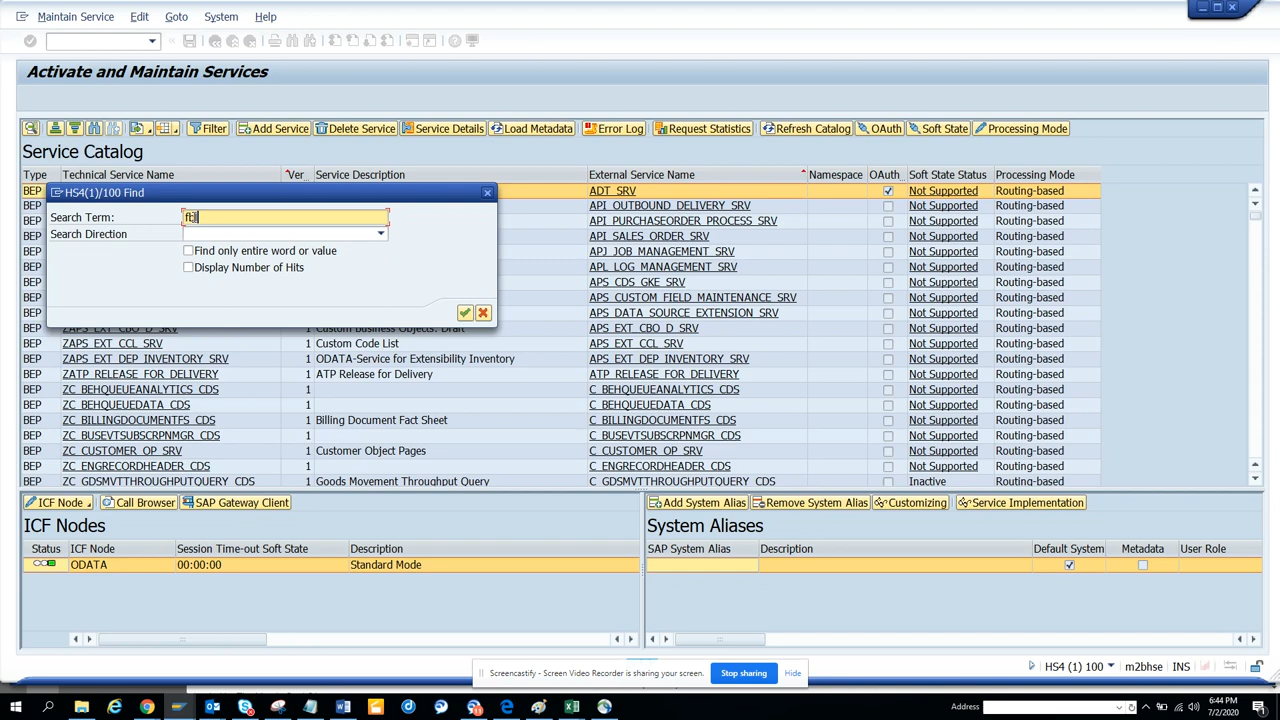 Maintain Service Edit Goto System Help
Activate and Maintain Services
Filter Add Service Delete Service Service Details Load Metadata Error Log Request Statistics Refresh Catalog OAuth Soft State Processing Mode
Service Catalog
Type Technical Service Name Ver... Service Description External Service Name Namespace OAuth... Soft State Status Processing Mode
HS4(1)/100 Find
BEP ADT_SRV Not Supported Routing-based
BEP API_OUTBOUND_DELIVERY_SRV Not Supported Routing-based
Search Term:
BEP API_PURCHASEORDER_PROCESS_SRV Not Supported Routing-based
Search Direction
BEP API_SALES_ORDER_SRV Not Supported Routing-based
Find only entire word or value
BEP APJ_JOB_MANAGEMENT_SRV Not Supported Routing-based
Display Number of Hits
BEP APL_LOG_MANAGEMENT_SRV Not Supported Routing-based
BEP APS_CDS_GKE_SRV Not Supported Routing-based
BEP APS_CUSTOM_FIELD_MAINTENANCE_SRV Not Supported Routing-based
BEP APS_DATA_SOURCE_EXTENSION_SRV Not Supported Routing-based
BEP ZAPS_EXT_CBO_D_SRV 1 Custom Business Objects: Draft APS_EXT_CBO_D_SRV Not Supported Routing-based
BEP ZAPS_EXT_CCL_SRV 1 Custom Code List APS_EXT_CCL_SRV Not Supported Routing-based
BEP ZAPS_EXT_DEP_INVENTORY_SRV 1 ODATA-Service for Extensibility Inventory APS_EXT_DEP_INVENTORY_SRV Not Supported Routing-based
BEP ZATP_RELEASE_FOR_DELIVERY 1 ATP Release for Delivery ATP_RELEASE_FOR_DELIVERY Not Supported Routing-based
BEP ZC_BEHQUEUEANALYTICS_CDS 1 C_BEHQUEUEANALYTICS_CDS Not Supported Routing-based
BEP ZC_BEHQUEUEDATA_CDS 1 C_BEHQUEUEDATA_CDS Not Supported Routing-based
BEP ZC_BILLINGDOCUMENTFS_CDS 1 Billing Document Fact Sheet C_BILLINGDOCUMENTFS_CDS Not Supported Routing-based
BEP ZC_BUSEVTSUBSCRPNMGR_CDS 1 C_BUSEVTSUBSCRPNMGR_CDS Not Supported Routing-based
BEP ZC_CUSTOMER_OP_SRV 1 Customer Object Pages C_CUSTOMER_OP_SRV Not Supported Routing-based
BEP ZC_ENGRECORDHEADER_CDS 1 C_ENGRECORDHEADER_CDS Not Supported Routing-based
BEP ZC_GDSMVTTHROUGHPUTQUERY_CDS 1 Goods Movement Throughput Query C_GDSMVTTHROUGHPUTQUERY_CDS Inactive Routing-based
ICF Node Call Browser SAP Gateway Client
ICF Nodes
Status ICF Node Session Time-out Soft State Description
ODATA 00:00:00 Standard Mode
Add System Alias Remove System Alias Customizing Service Implementation
System Aliases
SAP System Alias Description Default System Metadata User Role
Screencastify - Screen Video Recorder is sharing your screen. Stop sharing Hide
HS4 (1) 100 m2bhse INS
Address
6:44 PM
7/2/2020